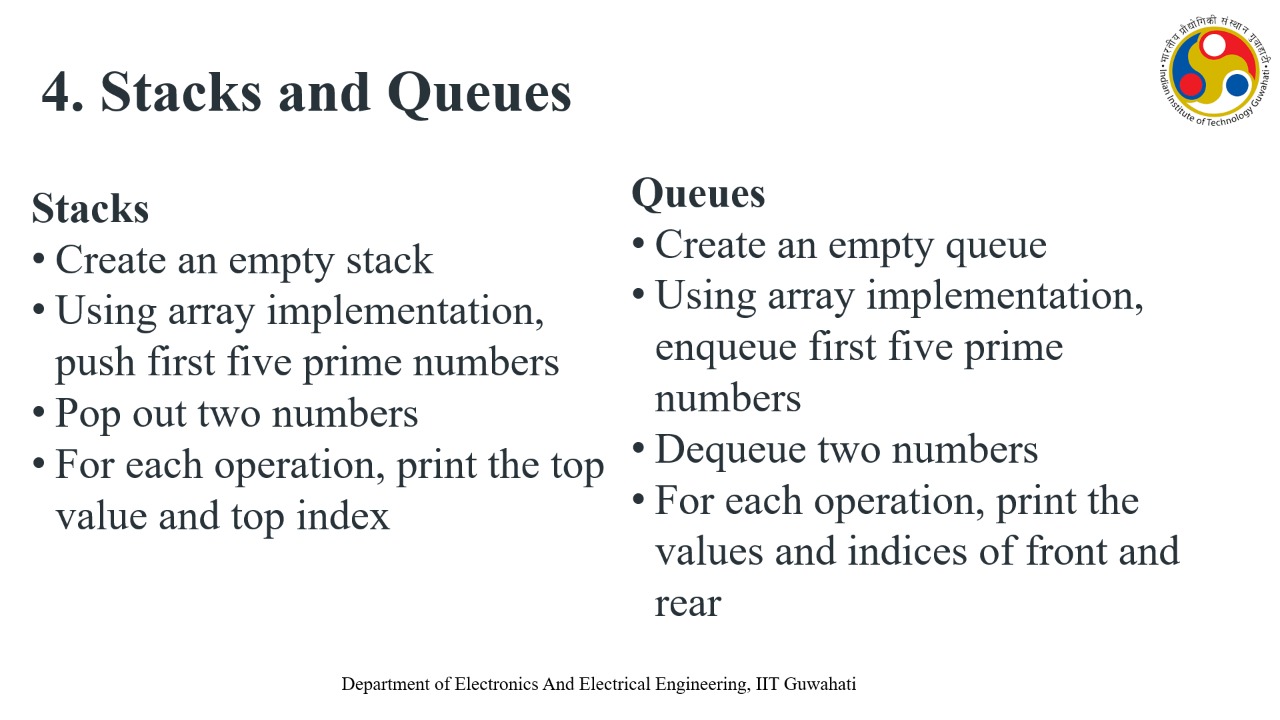 4. Stacks and Queues
भारतीय प्रौद्योगिकी संस्थान गुवाहाटी
Indian Institute of Technology Guwahati
Stacks
• Create an empty stack
• Using array implementation,
push first five prime numbers
• Pop out two numbers
• For each operation, print the top
value and top index
Queues
• Create an empty queue
• Using array implementation,
enqueue first five prime
numbers
• Dequeue two numbers
• For each operation, print the
values and indices of front and
rear
Department of Electronics And Electrical Engineering, IIT Guwahati